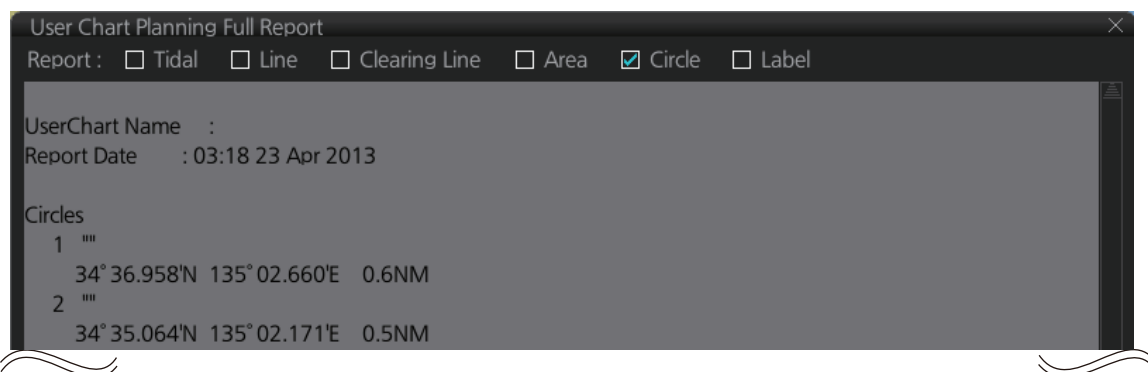 User Chart Planning Full Report
Report : Tidal Line Clearing Line Area Circle Label
UserChart Name :
Report Date : 03:18 23 Apr 2013
Circles
1 ""
34°36.958'N 135°02.660'E 0.6NM
2 ""
34°35.064'N 135°02.171'E 0.5NM